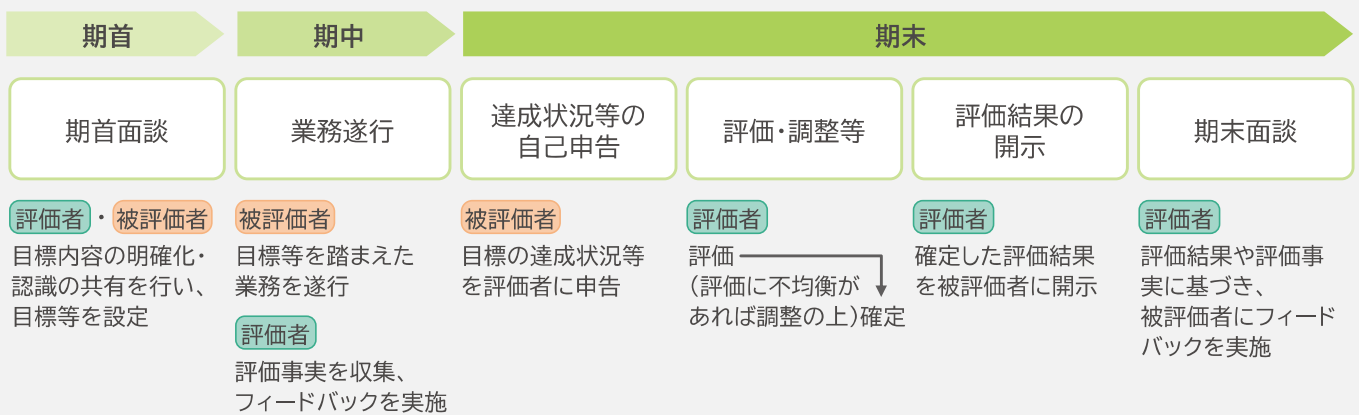 期首
期中
期末
期首面談
業務遂行
達成状況等の
自己申告
評価・調整等
評価結果の
開示
期末面談
評価者・被評価者
目標内容の明確化・
認識の共有を行い、
目標等を設定
被評価者
目標等を踏まえた
業務を遂行
評価者
評価事実を収集、
フィードバックを実施
被評価者
目標の達成状況等
を評価者に申告
評価者
評価
（評価に不均衡が
あれば調整の上）確定
評価者
確定した評価結果
を被評価者に開示
評価者
評価結果や評価事
実に基づき、
被評価者にフィード
バックを実施